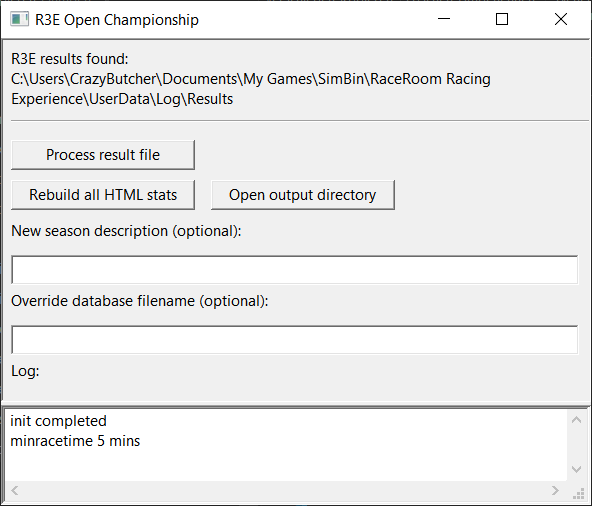 R3E Open Championship
R3E results found:
C:\Users\CrazyButcher\Documents\My Games\SimBin\RaceRoom Racing
Experience\UserData\Log\Results
Process result file
Rebuild all HTML stats Open output directory
New season description (optional):
Override database filename (optional):
Log:
init completed
minracetime 5 mins